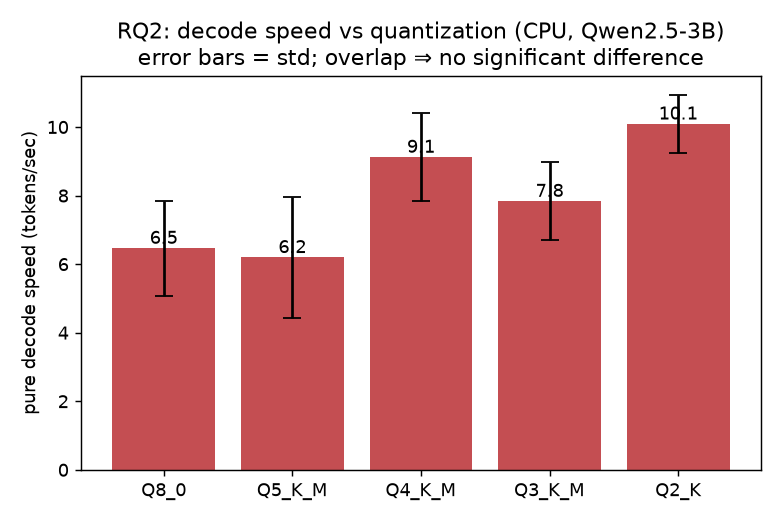 RQ2: decode speed vs quantization (CPU, Qwen2.5-3B)
error bars = std; overlap ⇒ no significant difference
pure decode speed (tokens/sec)
10
8
6
4
2
0
6.5
6.2
9.1
7.8
10.1
Q8_0
Q5_K_M
Q4_K_M
Q3_K_M
Q2_K